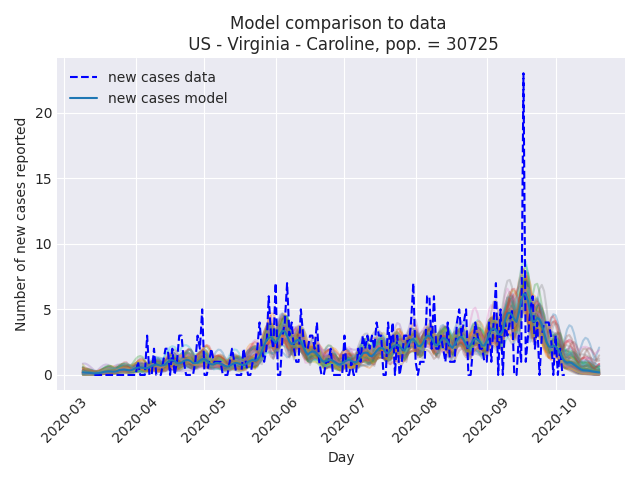 Model comparison to data
US - Virginia - Caroline, pop. = 30725
new cases data
new cases model
Number of new cases reported
20
15
10
5
0
2020-03
2020-04
2020-05
2020-06
2020-07
2020-08
2020-09
2020-10
Day